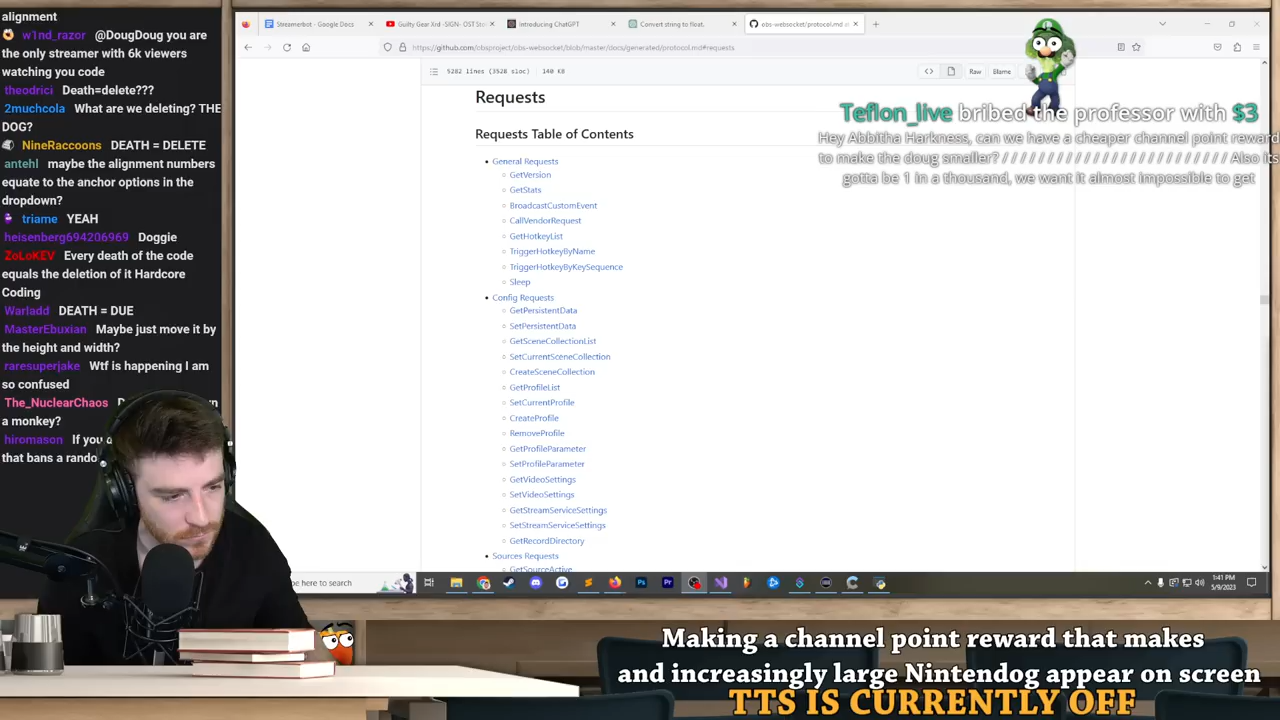 alignment
w1nd_razor @DougDoug you are
the only streamer with 6k viewers
watching you code
theodrici Death=delete???
2muchcola What are we deleting? THE
DOG?
NineRaccoons DEATH = DELETE
antehl maybe the alignment numbers
equate to the anchor options in the
dropdown?
triame YEAH
heisenberg694206969 Doggie
ZoLoKEV Every death of the code
equals the deletion of it Hardcore
Coding
Warladd DEATH = DUE
MasterEbuxian Maybe just move it by
the height and width?
raresuperjake Wtf is happening I am
so confused
The_NuclearChaos
a monkey?
hiromason If you
that bans a rando
Streamerbot - Google Docs
Guilty Gear Xrd -SIGN- OST Sto
Introducing ChatGPT
Convert string to float.
obs-websocket/protocol.md at
https://github.com/obsproject/obs-websocket/blob/master/docs/generated/protocol.md#requests
5282 lines (3528 sloc) 140 KB
Raw
Blame
Requests
Requests Table of Contents
General Requests
GetVersion
GetStats
BroadcastCustomEvent
CallVendorRequest
GetHotkeyList
TriggerHotkeyByName
TriggerHotkeyByKeySequence
Sleep
Config Requests
GetPersistentData
SetPersistentData
GetSceneCollectionList
SetCurrentSceneCollection
CreateSceneCollection
GetProfileList
SetCurrentProfile
CreateProfile
RemoveProfile
GetProfileParameter
SetProfileParameter
GetVideoSettings
SetVideoSettings
GetStreamServiceSettings
SetStreamServiceSettings
GetRecordDirectory
Sources Requests
GetSourceActive
Teflon_live bribed the professor with $3
Hey Abbitha Harkness, can we have a cheaper channel point reward
to make the doug smaller? / / / / / / / / / / / / / / / / / / / / / / / Also its
gotta be 1 in a thousand, we want it almost impossible to get
here to search
1:41 PM
5/9/2023
Making a channel point reward that makes
and increasingly large Nintendog appear on screen
TTS IS CURRENTLY OFF